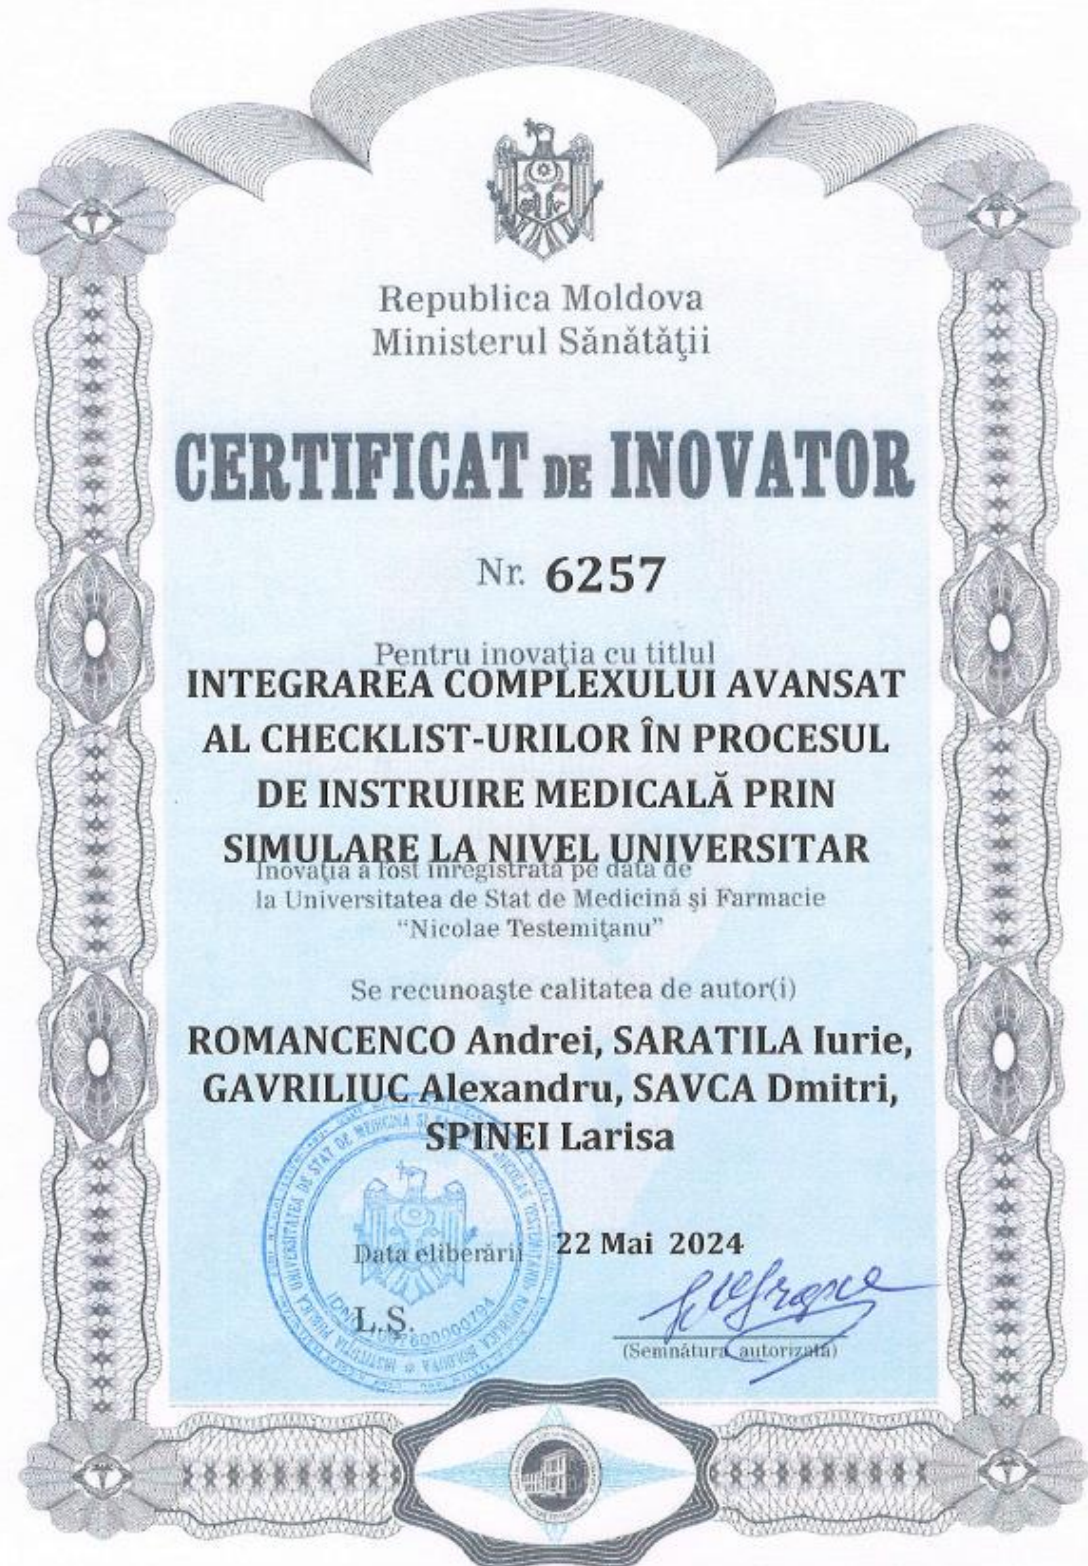 Republica Moldova
Ministerul Sănătăţii
CERTIFICAT DE INOVATOR
Nr. 6257
Pentru inovaţia cu titlul
INTEGRAREA COMPLEXULUI AVANSAT
AL CHECKLIST-URILOR ÎN PROCESUL
DE INSTRUIRE MEDICALĂ PRIN
SIMULARE LA NIVEL UNIVERSITAR
Inovaţia a fost înregistrată pe data de
la Universitatea de Stat de Medicină şi Farmacie
“Nicolae Testemiţanu”
Se recunoaşte calitatea de autor(i)
ROMANCENCO Andrei, SARATILA Iurie,
GAVRILIUC Alexandru, SAVCA Dmitri,
SPINEI Larisa
Data eliberării 22 Mai 2024
L.S.
(Semnătura autorizată)